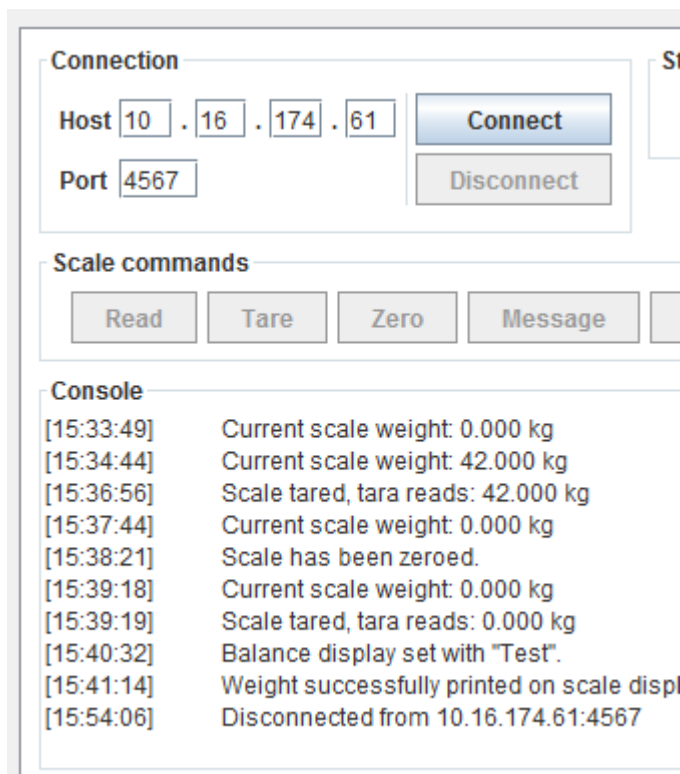 Connection
St
Host 10 . 16 . 174 . 61 Connect
Port 4567 Disconnect
Scale commands
Read Tare Zero Message
Console
[15:33:49] Current scale weight: 0.000 kg
[15:34:44] Current scale weight: 42.000 kg
[15:36:56] Scale tared, tara reads: 42.000 kg
[15:37:44] Current scale weight: 0.000 kg
[15:38:21] Scale has been zeroed.
[15:39:18] Current scale weight: 0.000 kg
[15:39:19] Scale tared, tara reads: 0.000 kg
[15:40:32] Balance display set with "Test".
[15:41:14] Weight successfully printed on scale displ
[15:54:06] Disconnected from 10.16.174.61:4567